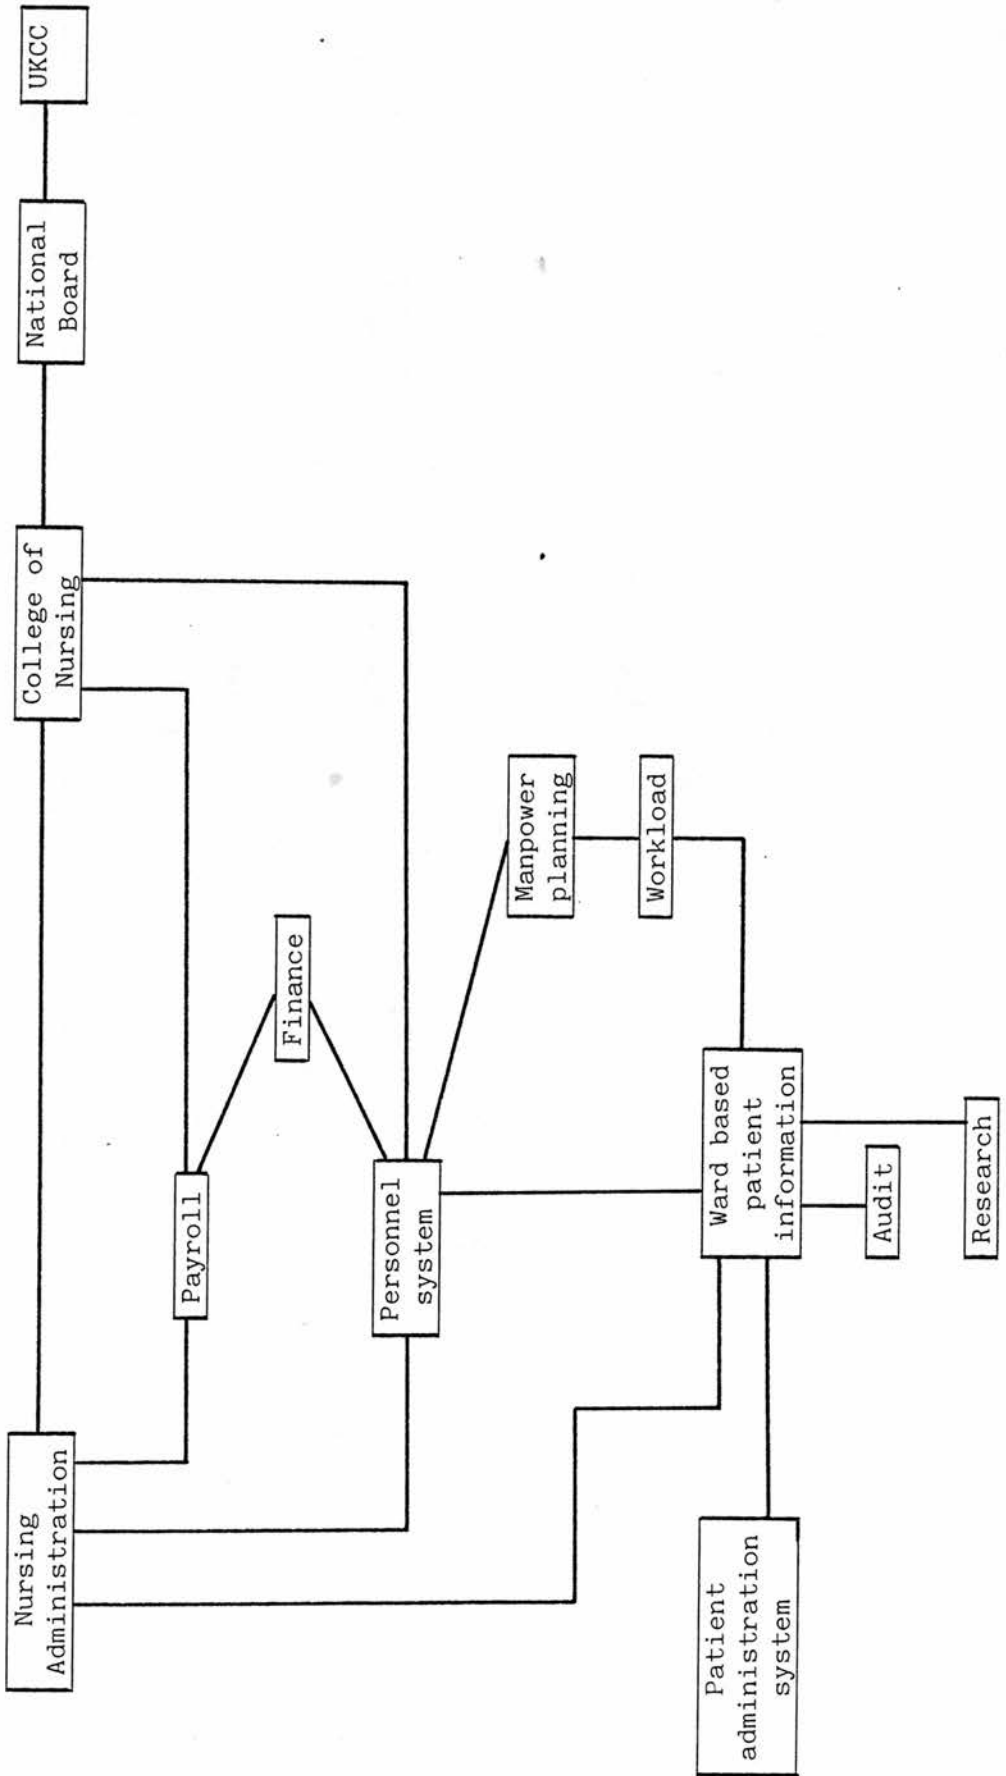 Nursing
Administration
College of
Nursing
National
Board
UKCC
Payroll
Finance
Personnel
system
Manpower
planning
Workload
Patient
administration
system
Ward based
patient
information
Audit
Research